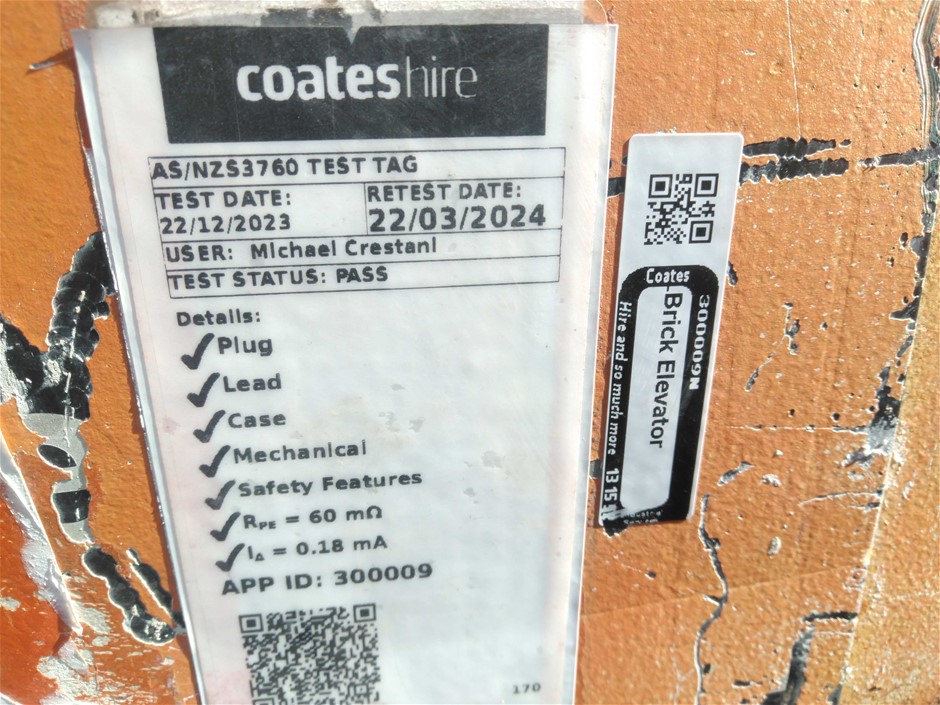 coateshire
AS/NZS3760 TEST TAG
TEST DATE:
22/12/2023
RETEST DATE:
22/03/2024
USER: Michael Crestani
TEST STATUS: PASS
Details:
✓Plug
✓Lead
✓Case
✓Mechanical
✓Safety Features
✓RPE = 60 mΩ
✓IΔ = 0.18 mA
APP ID: 300009
170
Coates
300009N
Brick Elevator
Hire and so much more 13 15